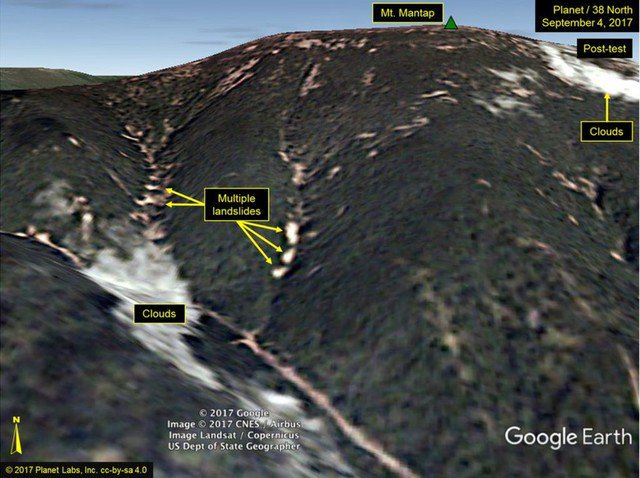 Mt. Mantap
Planet / 38 North
September 4, 2017
Post-test
Clouds
Multiple
landslides
Clouds
© 2017 Google
Image © 2017 CNES / Airbus
Image Landsat / Copernicus
US Dept of State Geographer
Google Earth
N
© 2017 Planet Labs, Inc. cc-by-sa 4.0